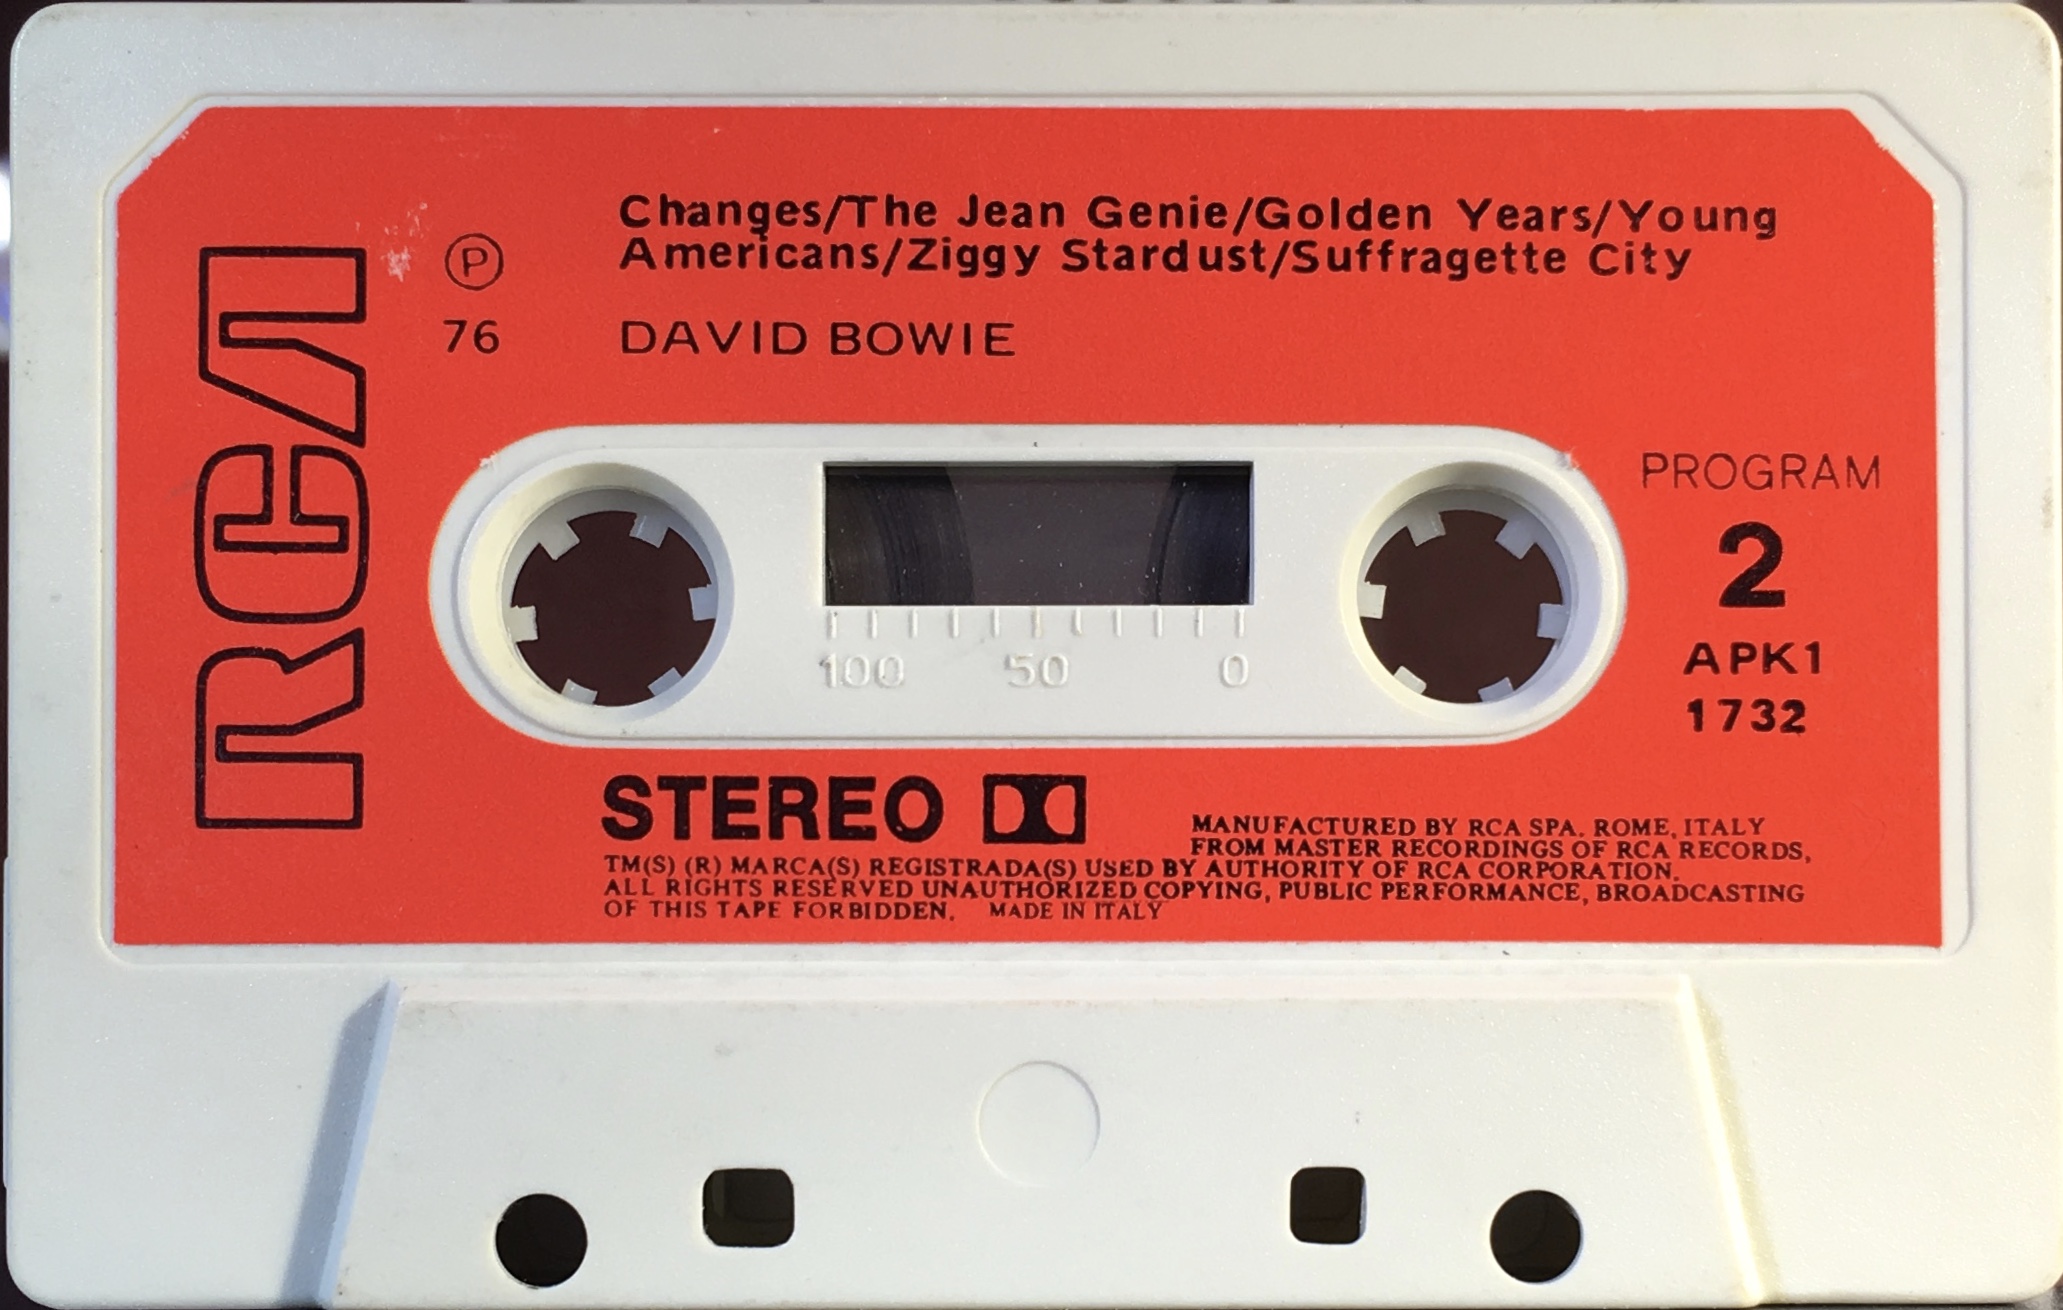 Changes/The Jean Genie/Golden Years/Young
Americans/Ziggy Stardust/Suffragette City
℗
76
DAVID BOWIE
RCA
PROGRAM
2
APK1
1732
100 50 0
STEREO
MANUFACTURED BY RCA SPA. ROME, ITALY
FROM MASTER RECORDINGS OF RCA RECORDS,
TM(S) (R) MARCA(S) REGISTRADA(S) USED BY AUTHORITY OF RCA CORPORATION.
ALL RIGHTS RESERVED UNAUTHORIZED COPYING, PUBLIC PERFORMANCE, BROADCASTING
OF THIS TAPE FORBIDDEN. MADE IN ITALY